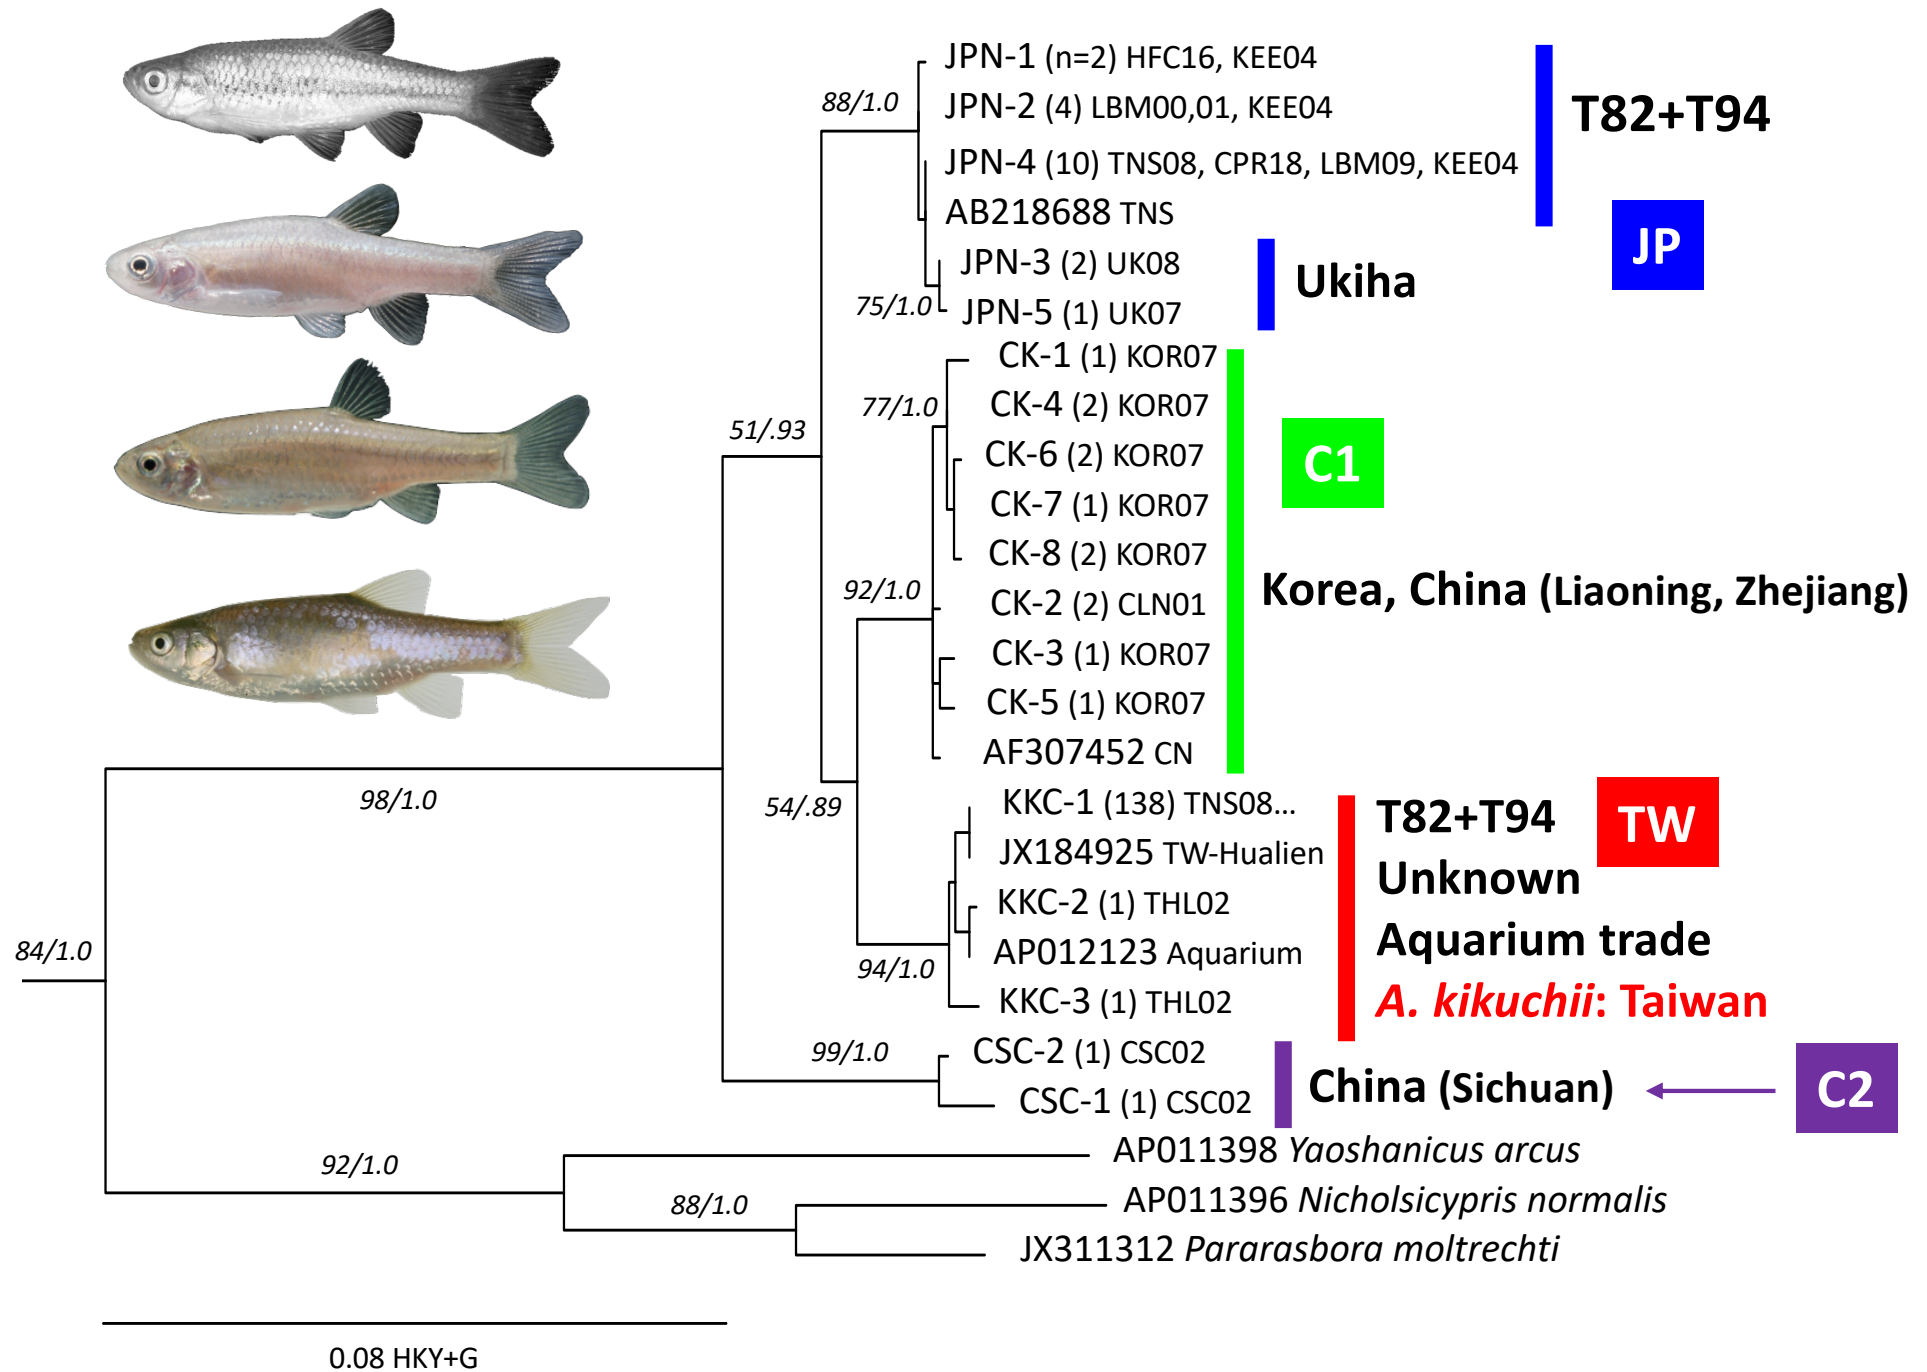 JPN-1 (n=2) HFC16, KEE04
88/1.0
JPN-2 (4) LBM00,01, KEE04
T82+T94
JPN-4 (10) TNS08, CPR18, LBM09, KEE04
AB218688 TNS
JP
JPN-3 (2) UK08
Ukiha
75/1.0
JPN-5 (1) UK07
CK-1 (1) KOR07
77/1.0
CK-4 (2) KOR07
51/.93
CK-6 (2) KOR07
C1
CK-7 (1) KOR07
CK-8 (2) KOR07
92/1.0
CK-2 (2) CLN01
Korea, China (Liaoning, Zhejiang)
CK-3 (1) KOR07
CK-5 (1) KOR07
AF307452 CN
98/1.0
54/.89
KKC-1 (138) TNS08...
T82+T94
TW
JX184925 TW-Hualien
Unknown
KKC-2 (1) THL02
84/1.0
AP012123 Aquarium
Aquarium trade
94/1.0
KKC-3 (1) THL02
A. kikuchii: Taiwan
99/1.0
CSC-2 (1) CSC02
China (Sichuan)
C2
CSC-1 (1) CSC02
92/1.0
AP011398 Yaoshanicus arcus
88/1.0
AP011396 Nicholsicypris normalis
JX311312 Pararasbora moltrechti
0.08 HKY+G